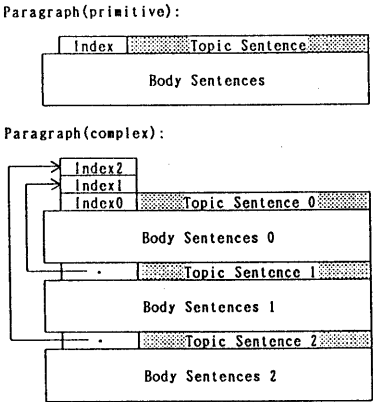 Paragraph(primitive):
Index Topic Sentence
Body Sentences
Paragraph(complex):
Index2
Index1
Index0 Topic Sentence 0
Body Sentences 0
Topic Sentence 1
Body Sentences 1
Topic Sentence 2
Body Sentences 2